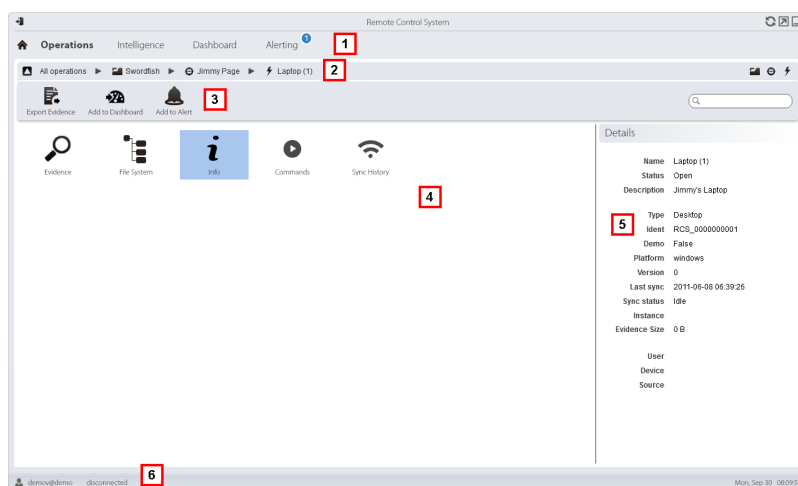 Remote Control System
Operations Intelligence Dashboard Alerting 1
1
All operations Swordfish Jimmy Page Laptop (1)
2
Export Evidence Add to Dashboard Add to Alert
3
Evidence File System Info Commands Sync History
4
Details
Name Laptop (1)
Status Open
Description Jimmy's Laptop
Type Desktop
5
Ident RCS_0000000001
Demo False
Platform windows
Version 0
Last sync 2011-06-08 06:39:26
Sync status Idle
Instance
Evidence Size 0 B
User
Device
Source
demov@demo disconnected
6
Mon, Sep 30